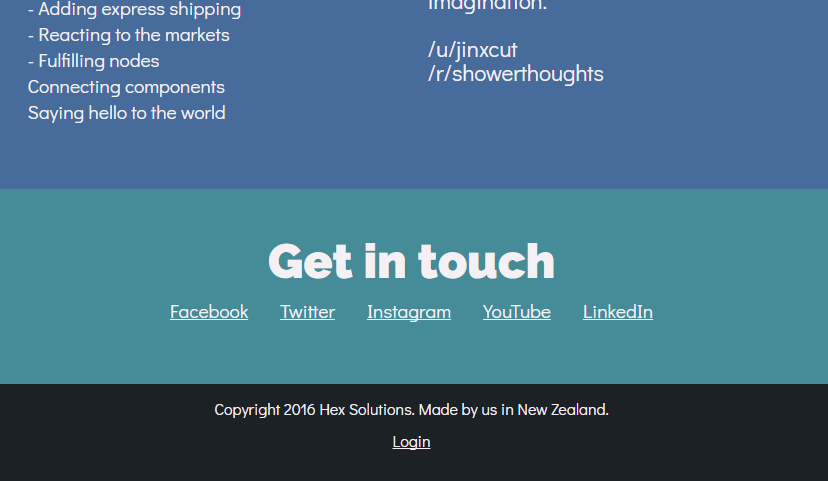 - Adding express shipping
- Reacting to the markets
- Fulfilling nodes
Connecting components
Saying hello to the world
imagination.
/u/jinxcut
/r/showerthoughts
Get in touch
Facebook Twitter Instagram YouTube LinkedIn
Copyright 2016 Hex Solutions. Made by us in New Zealand.
Login